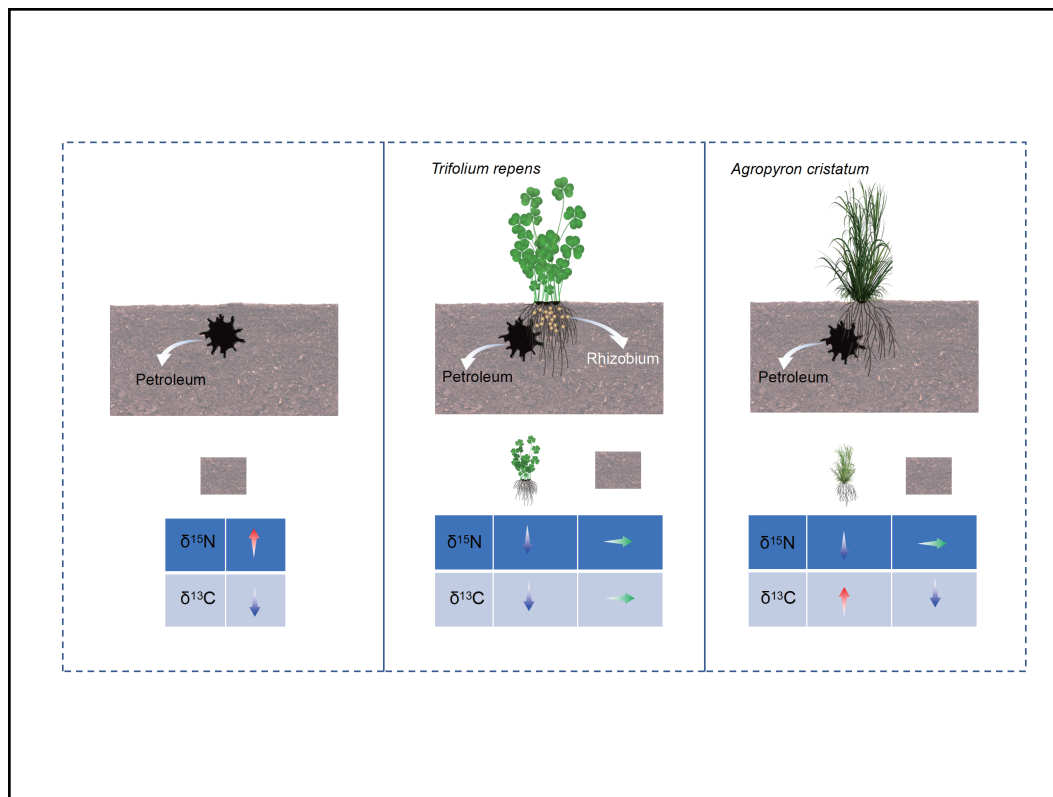 Trifolium repens
Agropyron cristatum
Petroleum
Rhizobium
Petroleum
Petroleum
δ¹⁵N
δ¹³C
δ¹⁵N
δ¹³C
δ¹⁵N
δ¹³C